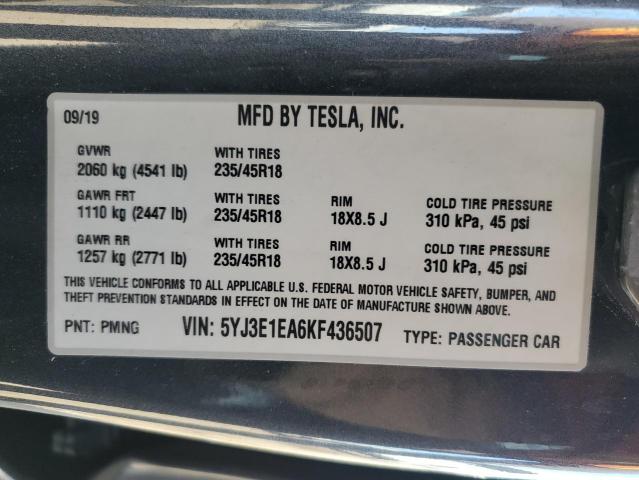 09/19 MFD BY TESLA, INC.
GVWR WITH TIRES
2060 kg (4541 lb) 235/45R18
GAWR FRT WITH TIRES RIM COLD TIRE PRESSURE
1110 kg (2447 lb) 235/45R18 18X8.5 J 310 kPa, 45 psi
GAWR RR WITH TIRES RIM COLD TIRE PRESSURE
1257 kg (2771 lb) 235/45R18 18X8.5 J 310 kPa, 45 psi
THIS VEHICLE CONFORMS TO ALL APPLICABLE U.S. FEDERAL MOTOR VEHICLE SAFETY, BUMPER, AND
THEFT PREVENTION STANDARDS IN EFFECT ON THE DATE OF MANUFACTURE SHOWN ABOVE.
PNT: PMNG VIN: 5YJ3E1EA6KF436507 TYPE: PASSENGER CAR